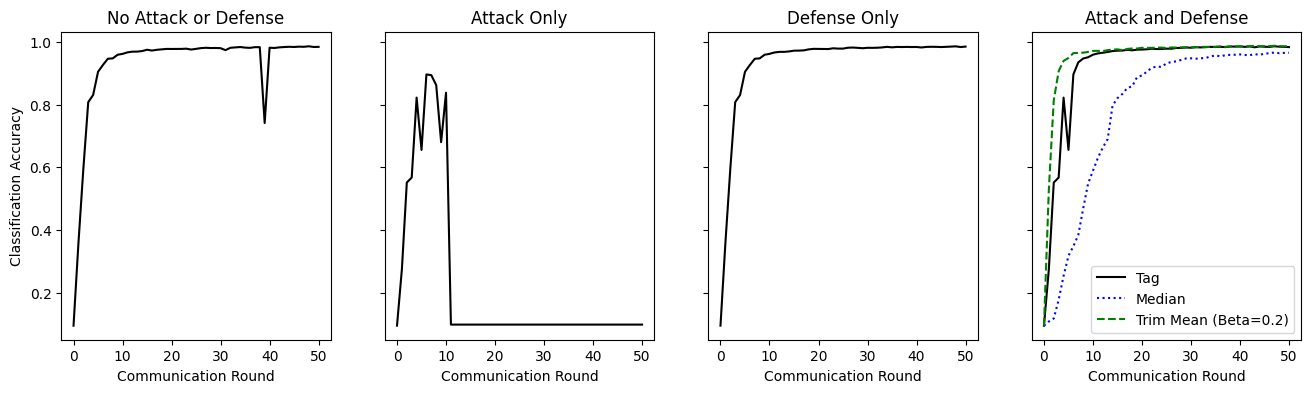 No Attack or Defense
Attack Only
Defense Only
Attack and Defense
Classification Accuracy
1.0
0.8
0.6
0.4
0.2
0 10 20 30 40 50
Communication Round
0 10 20 30 40 50
Communication Round
0 10 20 30 40 50
Communication Round
Tag
Median
Trim Mean (Beta=0.2)
0 10 20 30 40 50
Communication Round